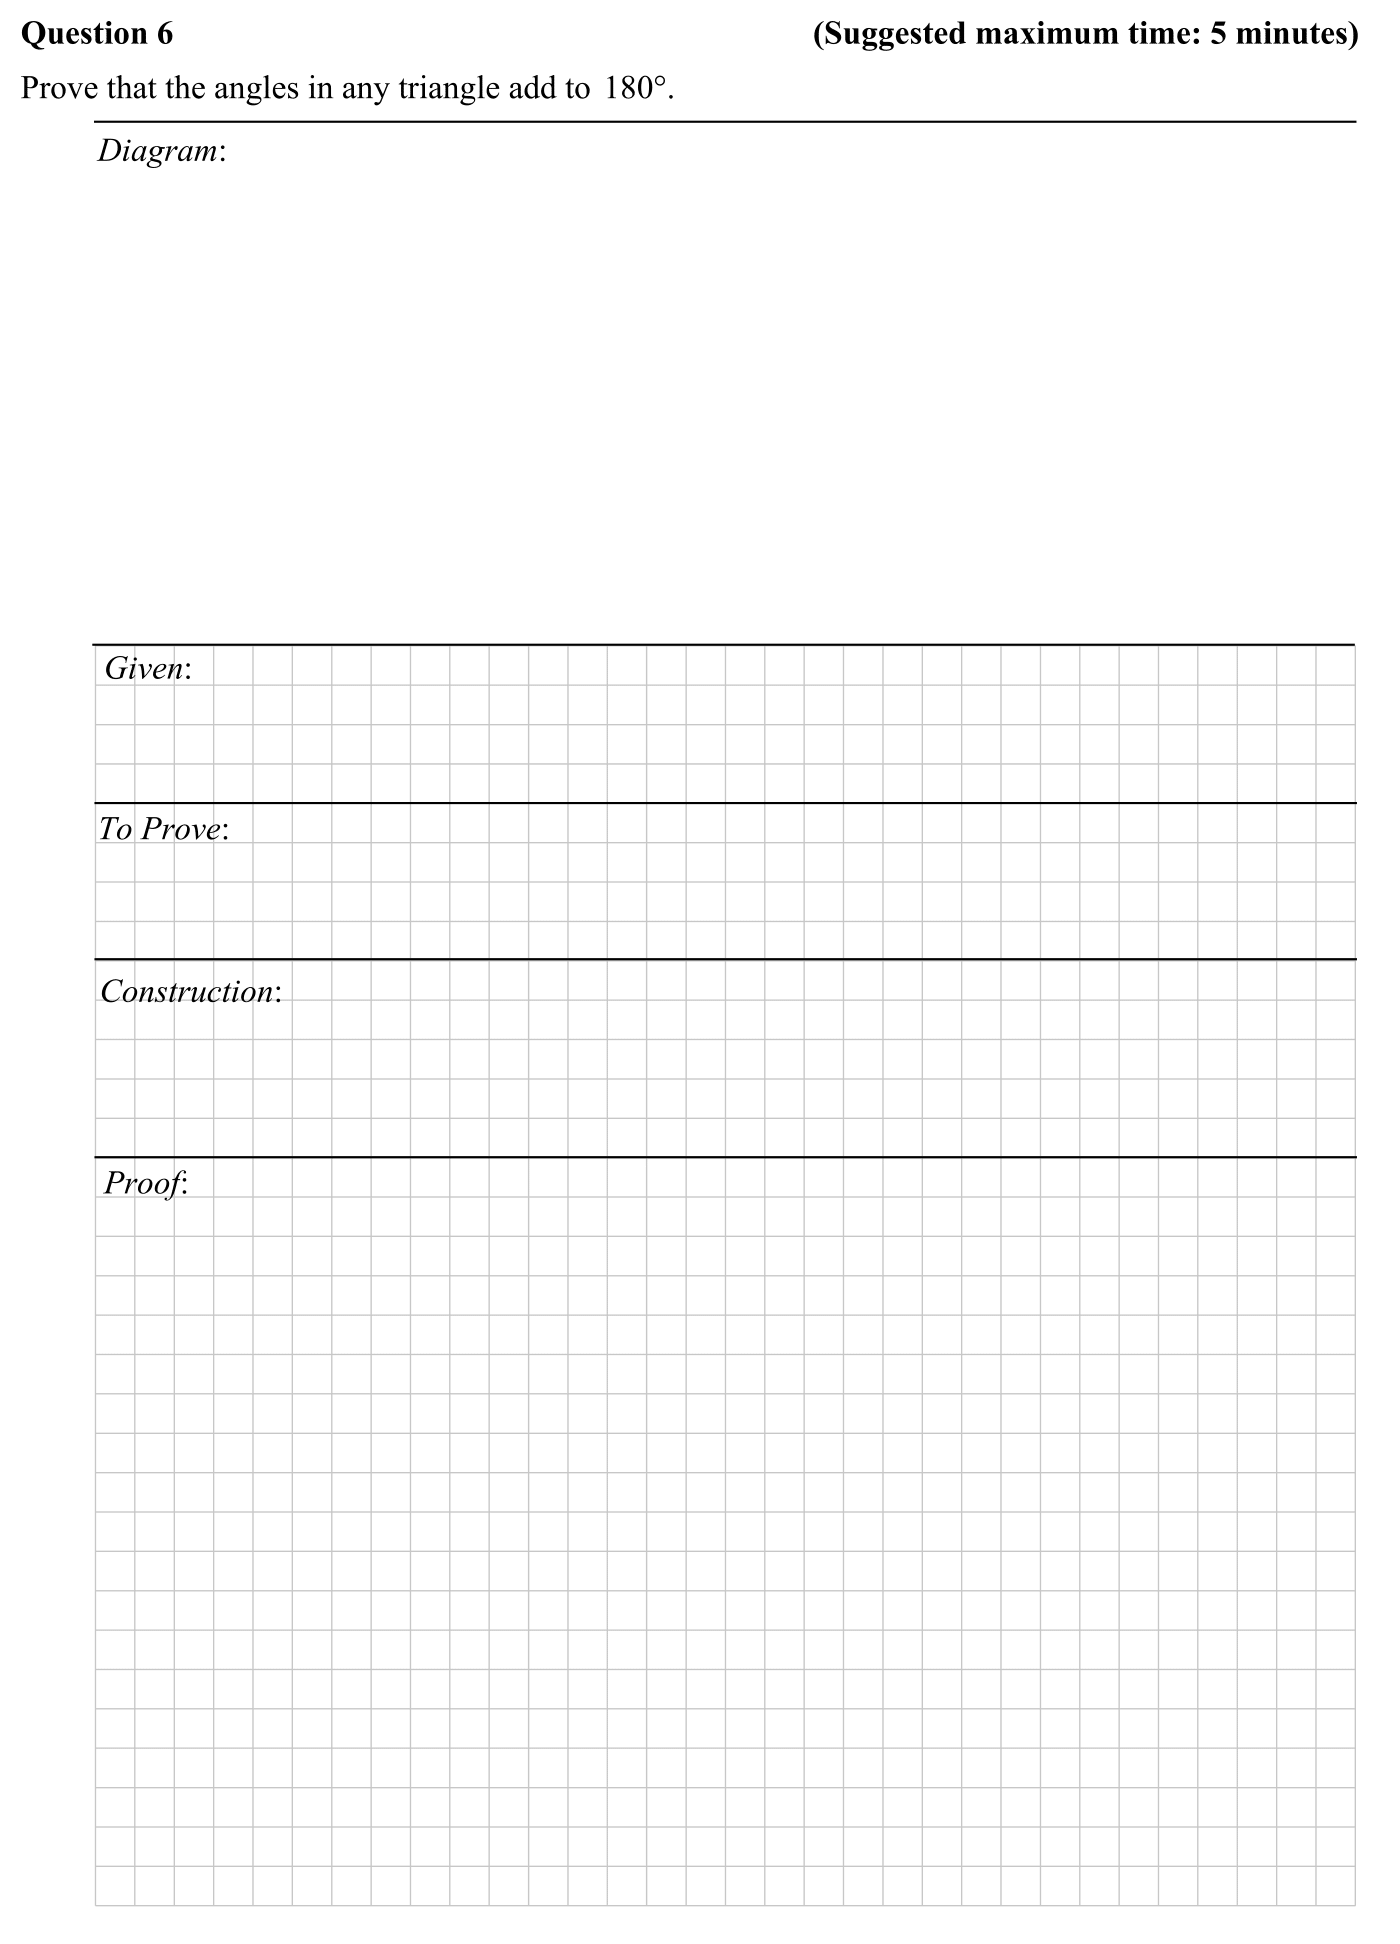 Question 6 (Suggested maximum time: 5 minutes)
Prove that the angles in any triangle add to 180°.
Diagram:
Given:
To Prove:
Construction:
Proof: